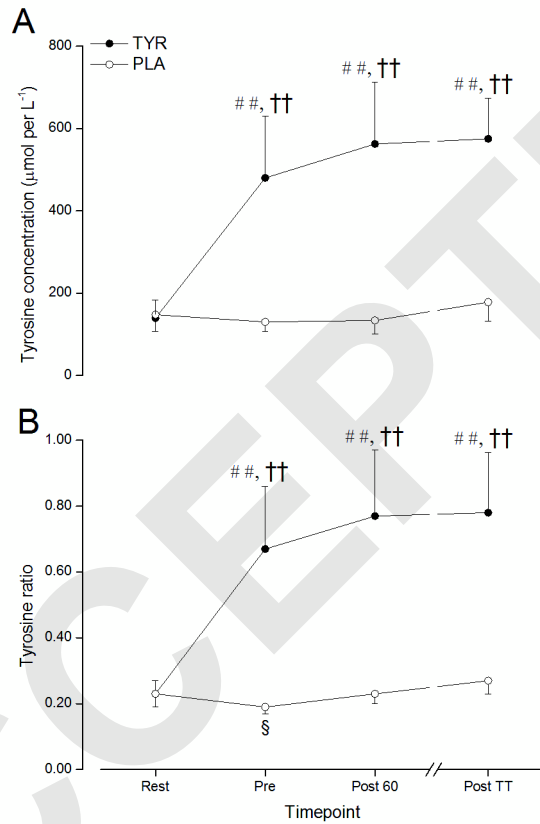 A
TYR
PLA
800
600
400
200
0
Tyrosine concentration (µmol per L⁻¹)
##, ††
##, ††
##, ††
B
1.00
0.80
0.60
0.40
0.20
0.00
Tyrosine ratio
##, ††
##, ††
##, ††
§
Rest Pre Post 60 Post TT
Timepoint
CCEPT